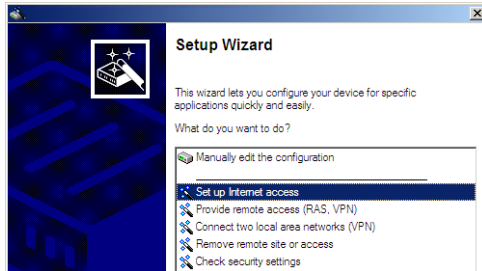 Setup Wizard
This wizard lets you configure your device for specific
applications quickly and easily.
What do you want to do?
Manually edit the configuration
Set up Internet access
Provide remote access (RAS, VPN)
Connect two local area networks (VPN)
Remove remote site or access
Check security settings